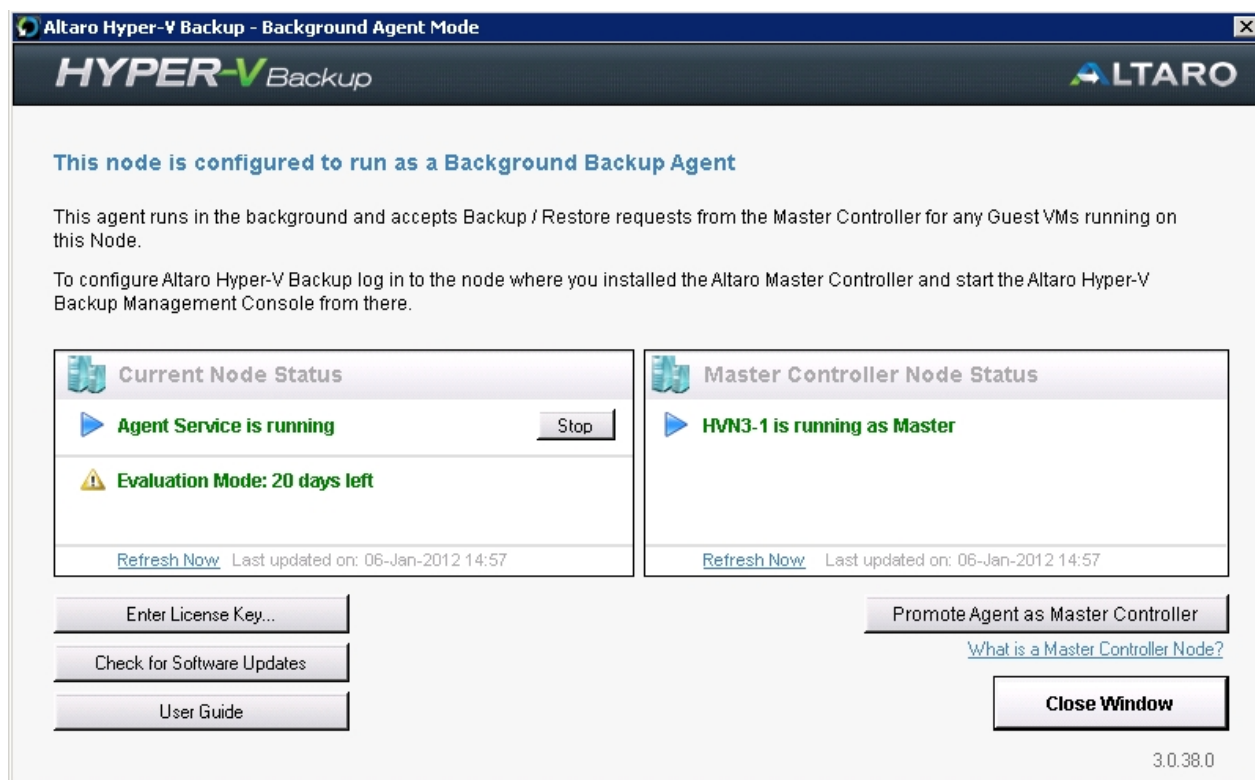 Altaro Hyper-V Backup - Background Agent Mode
HYPER-V Backup
ALTARO
This node is configured to run as a Background Backup Agent
This agent runs in the background and accepts Backup / Restore requests from the Master Controller for any Guest VMs running on
this Node.
To configure Altaro Hyper-V Backup log in to the node where you installed the Altaro Master Controller and start the Altaro Hyper-V
Backup Management Console from there.
Current Node Status
Agent Service is running
Stop
Evaluation Mode: 20 days left
Refresh Now Last updated on: 06-Jan-2012 14:57
Master Controller Node Status
HVN3-1 is running as Master
Refresh Now Last updated on: 06-Jan-2012 14:57
Enter License Key...
Check for Software Updates
User Guide
Promote Agent as Master Controller
What is a Master Controller Node?
Close Window
3.0.38.0